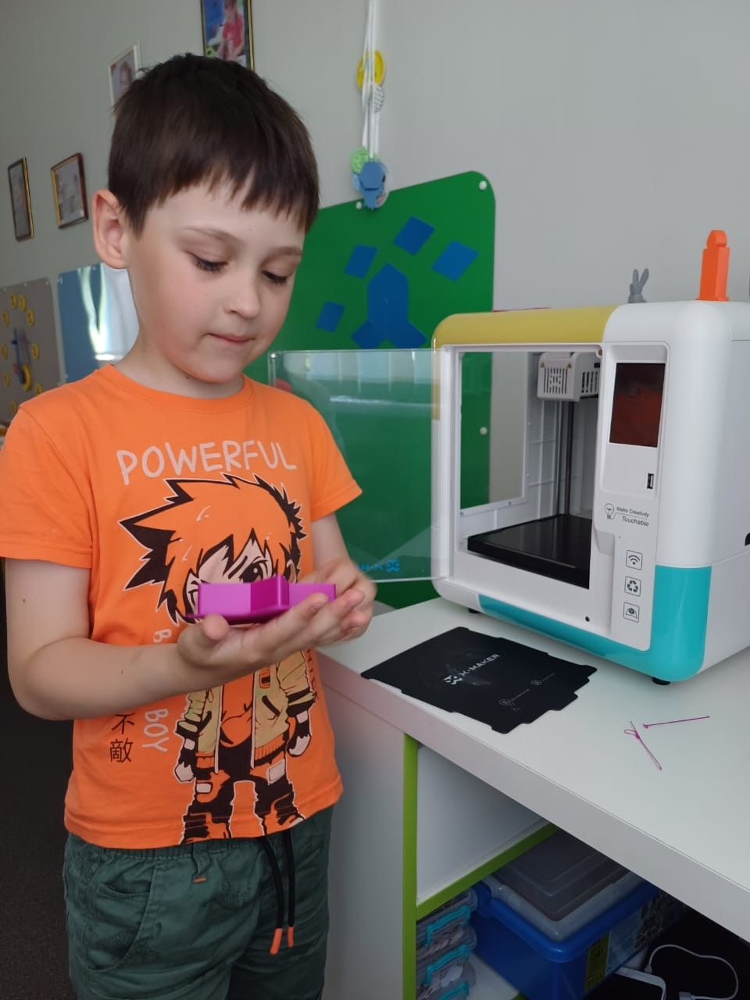 POWERFUL
BOY
不
敵
Make Creativity
Touchable
X-MAKER